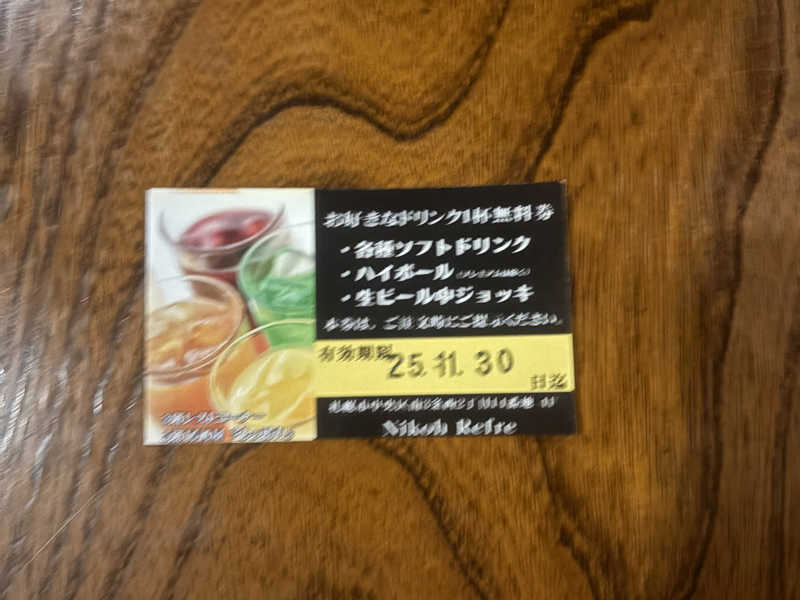 お好きなドリンク1杯無料券
・各種ソフトドリンク
・ハイボール
・生ビール中ジョッキ
本券は、ご注文時にご提示ください。
有効期限
25.11.30
日迄
Nikoh Refre